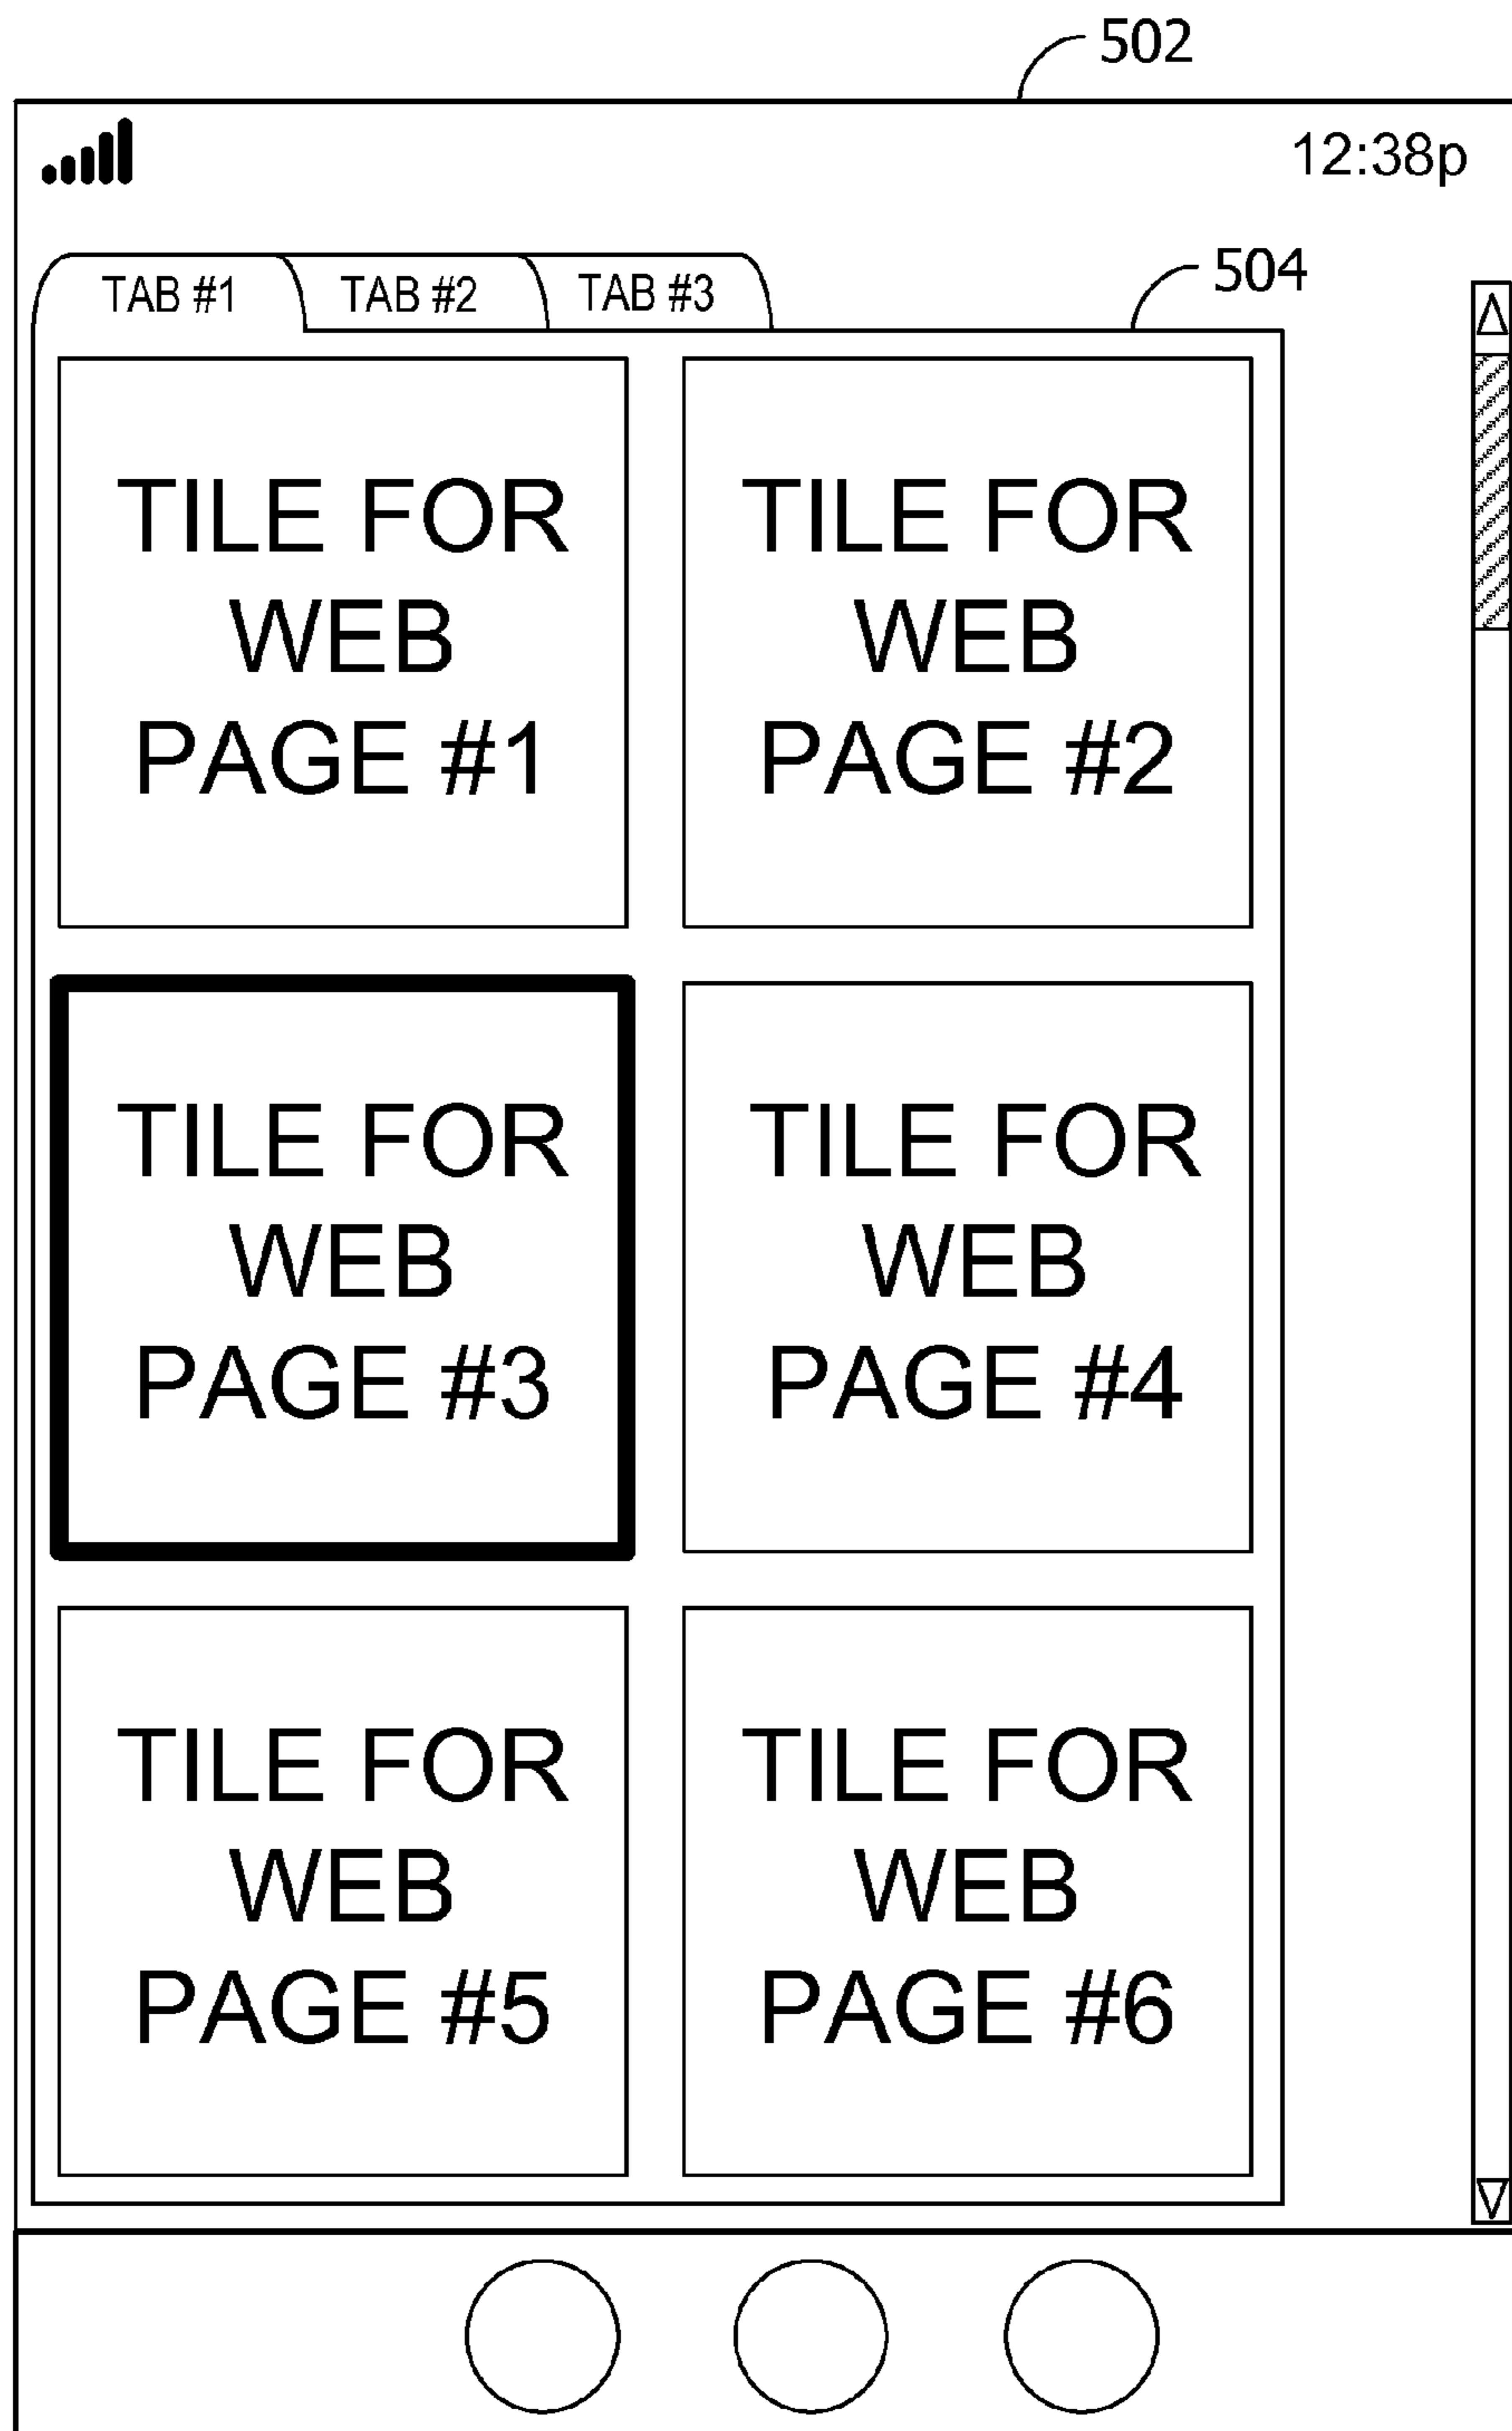 502
12:38p
504
TAB #1 TAB #2 TAB #3
TILE FOR
WEB
PAGE #1
TILE FOR
WEB
PAGE #2
TILE FOR
WEB
PAGE #3
TILE FOR
WEB
PAGE #4
TILE FOR
WEB
PAGE #5
TILE FOR
WEB
PAGE #6